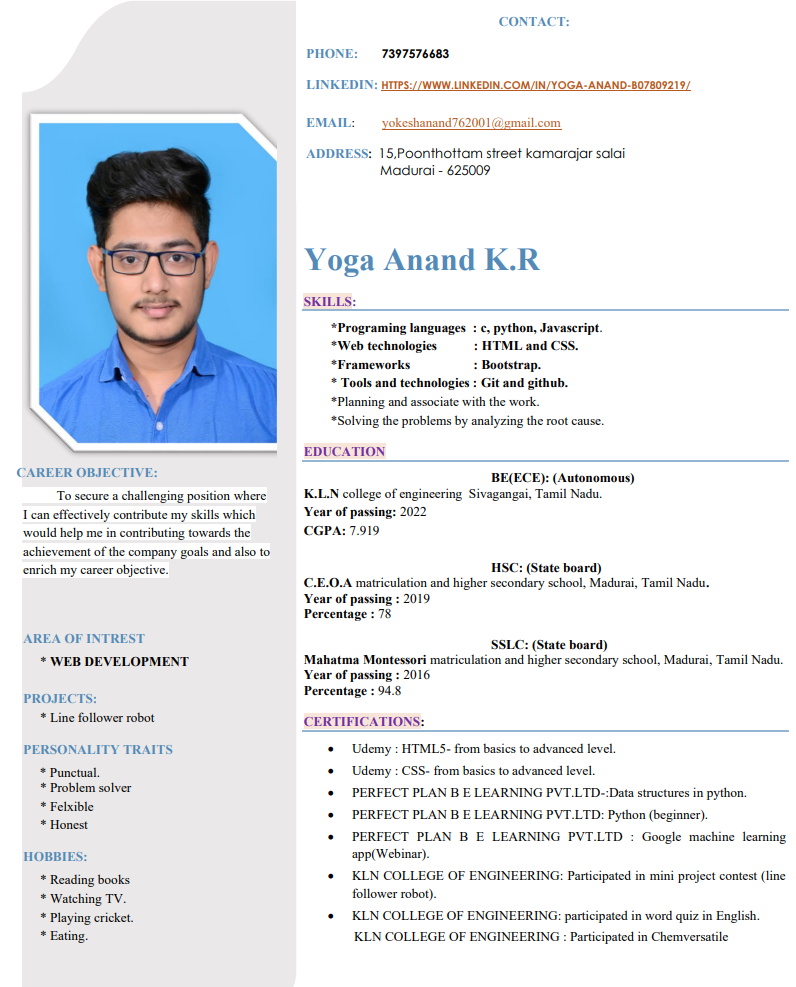 CONTACT:
PHONE: 7397576683
LINKEDIN: HTTPS://WWW.LINKEDIN.COM/IN/YOGA-ANAND-B07809219/
EMAIL: yokeshanand762001@gmail.com
ADDRESS: 15,Poonthottam street kamarajar salai
Madurai - 625009
Yoga Anand K.R
SKILLS:
*Programing languages : c, python, Javascript.
*Web technologies : HTML and CSS.
*Frameworks : Bootstrap.
* Tools and technologies : Git and github.
*Planning and associate with the work.
*Solving the problems by analyzing the root cause.
EDUCATION
BE(ECE): (Autonomous)
K.L.N college of engineering Sivagangai, Tamil Nadu.
Year of passing: 2022
CGPA: 7.919
HSC: (State board)
C.E.O.A matriculation and higher secondary school, Madurai, Tamil Nadu.
Year of passing : 2019
Percentage : 78
SSLC: (State board)
Mahatma Montessori matriculation and higher secondary school, Madurai, Tamil Nadu.
Year of passing : 2016
Percentage : 94.8
CERTIFICATIONS:
• Udemy : HTML5- from basics to advanced level.
• Udemy : CSS- from basics to advanced level.
• PERFECT PLAN B E LEARNING PVT.LTD-:Data structures in python.
• PERFECT PLAN B E LEARNING PVT.LTD: Python (beginner).
• PERFECT PLAN B E LEARNING PVT.LTD : Google machine learning
app(Webinar).
• KLN COLLEGE OF ENGINEERING: Participated in mini project contest (line
follower robot).
• KLN COLLEGE OF ENGINEERING: participated in word quiz in English.
KLN COLLEGE OF ENGINEERING : Participated in Chemversatile
CAREER OBJECTIVE:
To secure a challenging position where
I can effectively contribute my skills which
would help me in contributing towards the
achievement of the company goals and also to
enrich my career objective.
AREA OF INTREST
* WEB DEVELOPMENT
PROJECTS:
* Line follower robot
PERSONALITY TRAITS
* Punctual.
* Problem solver
* Felxible
* Honest
HOBBIES:
* Reading books
* Watching TV.
* Playing cricket.
* Eating.